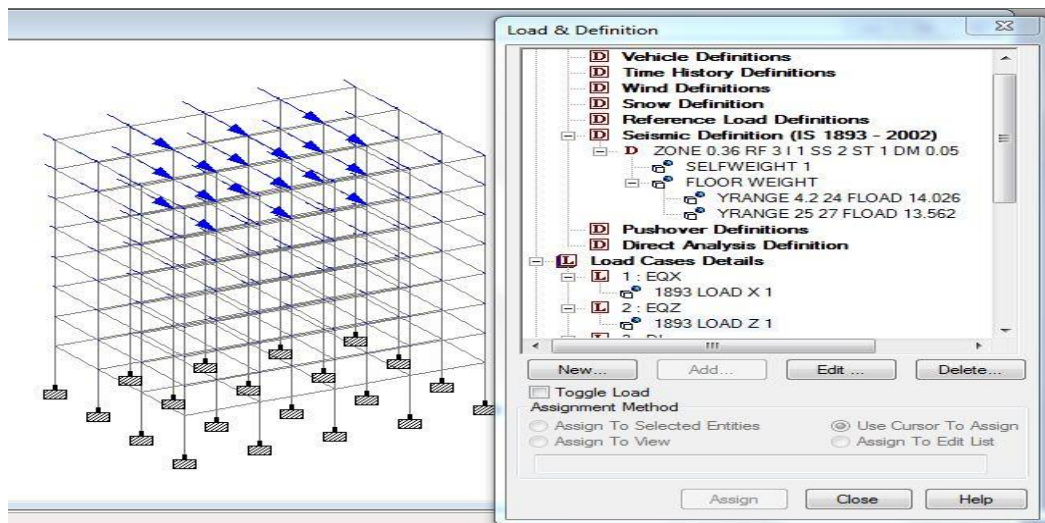 Load & Definition
D Vehicle Definitions
D Time History Definitions
D Wind Definitions
D Snow Definition
D Reference Load Definitions
D Seismic Definition (IS 1893 - 2002)
D ZONE 0.36 RF 3 I 1 SS 2 ST 1 DM 0.05
SELFWEIGHT 1
FLOOR WEIGHT
YRANGE 4.2 24 FLOAD 14.026
YRANGE 25 27 FLOAD 13.562
D Pushover Definitions
D Direct Analysis Definition
L Load Cases Details
L 1 : EQX
1893 LOAD X 1
L 2 : EQZ
1893 LOAD Z 1
New... Add... Edit ... Delete...
Toggle Load
Assignment Method
Assign To Selected Entities Use Cursor To Assign
Assign To View Assign To Edit List
Assign Close Help